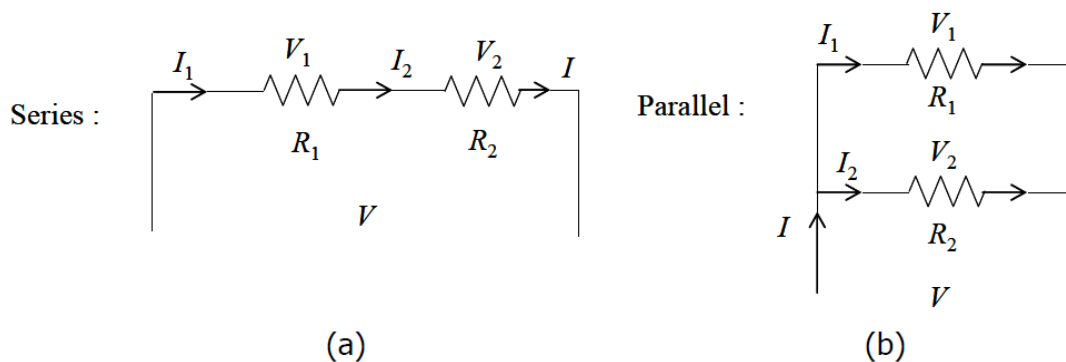 Series :
I₁ V₁ I₂ V₂ I
R₁ R₂
V
(a)
Parallel :
I₁ V₁
R₁
I₂ V₂
I R₂
V
(b)